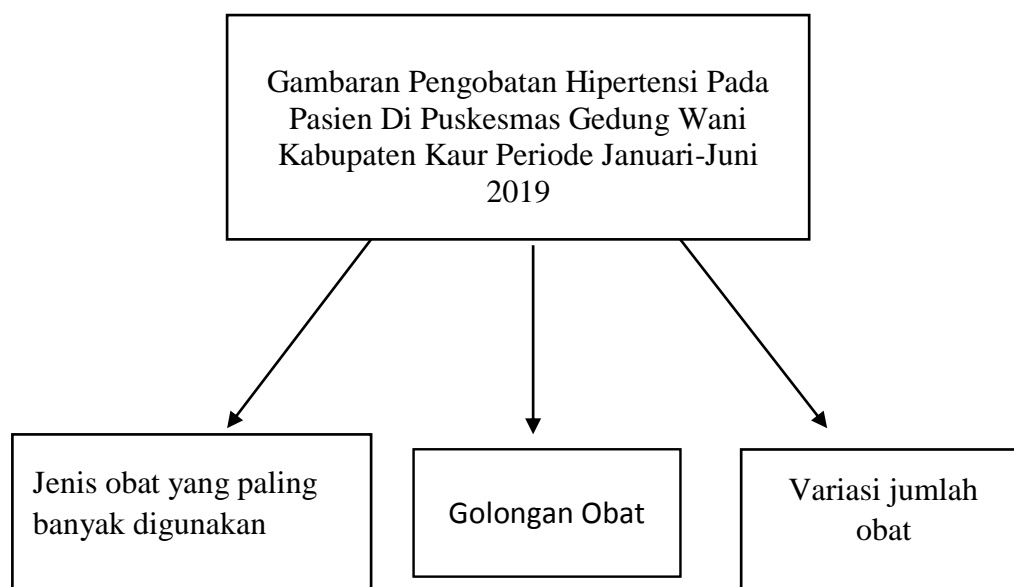 Gambaran Pengobatan Hipertensi Pada
Pasien Di Puskesmas Gedung Wani
Kabupaten Kaur Periode Januari-Juni
2019
Jenis obat yang paling
banyak digunakan
Golongan Obat
Variasi jumlah
obat